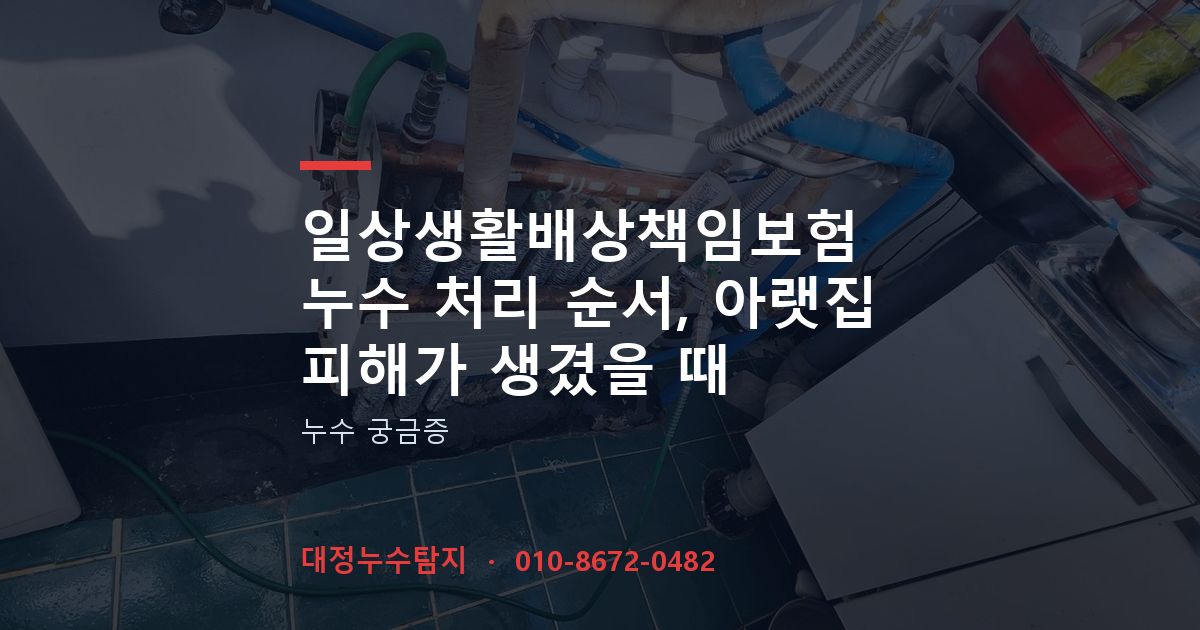 일상생활배상책임보험
누수 처리 순서, 아랫집
피해가 생겼을 때
누수 궁금증
대정누수탐지 · 010-8672-0482